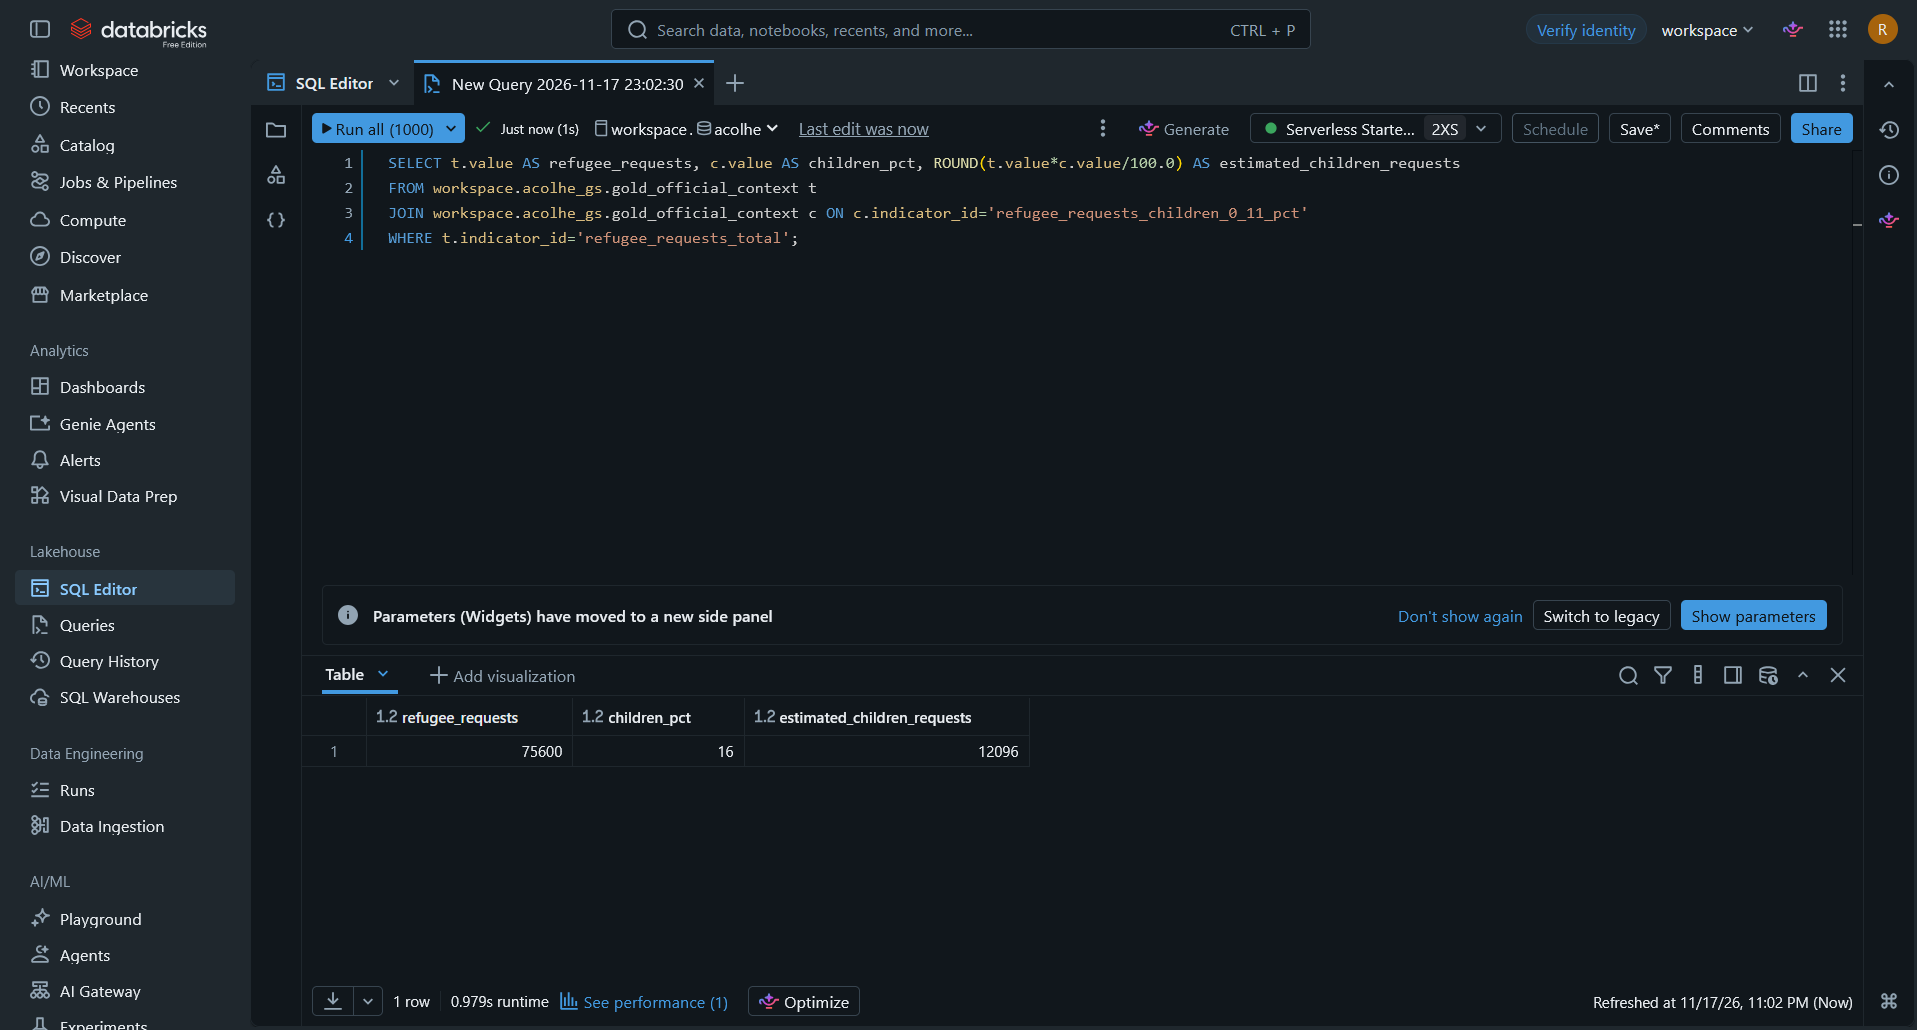 databricks
Free Edition
Search data, notebooks, recents, and more...
CTRL + P
Verify identity
workspace
R
Workspace
Recents
Catalog
Jobs & Pipelines
Compute
Discover
Marketplace
Analytics
Dashboards
Genie Agents
Alerts
Visual Data Prep
Lakehouse
SQL Editor
Queries
Query History
SQL Warehouses
Data Engineering
Runs
Data Ingestion
AI/ML
Playground
Agents
AI Gateway
Experiments
SQL Editor
New Query 2026-11-17 23:02:30
Run all (1000)
Just now (1s)
workspace . acolhe
Last edit was now
Generate
Serverless Starte... 2XS
Schedule
Save*
Comments
Share
1 SELECT t.value AS refugee_requests, c.value AS children_pct, ROUND(t.value*c.value/100.0) AS estimated_children_requests
2 FROM workspace.acolhe_gs.gold_official_context t
3 JOIN workspace.acolhe_gs.gold_official_context c ON c.indicator_id='refugee_requests_children_0_11_pct'
4 WHERE t.indicator_id='refugee_requests_total';
Parameters (Widgets) have moved to a new side panel
Don't show again
Switch to legacy
Show parameters
Table
Add visualization
1.2 refugee_requests 1.2 children_pct 1.2 estimated_children_requests
1 75600 16 12096
1 row
0.979s runtime
See performance (1)
Optimize
Refreshed at 11/17/26, 11:02 PM (Now)